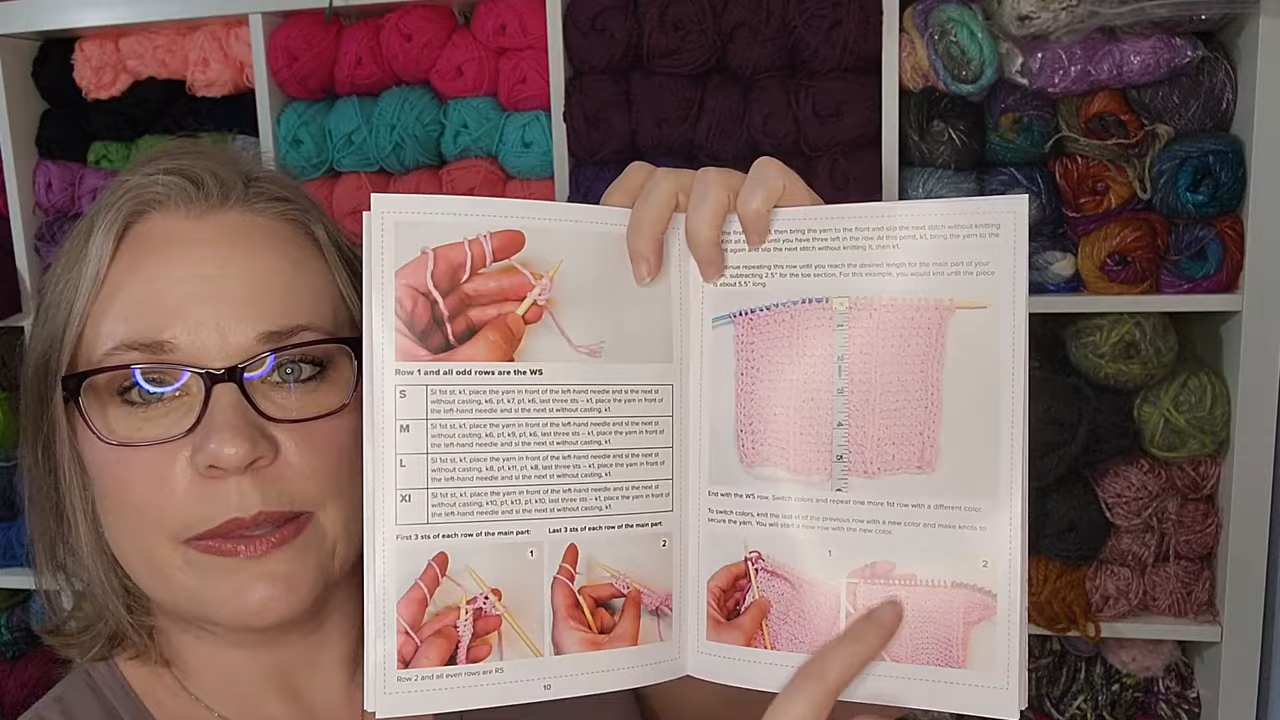 Row 1 and all odd rows are the WS
S
Sl 1st st, k1, place the yarn in front of the left-hand needle and sl the next st
without casting, k6, p1, k7, p1, k6, last three sts – k1, place the yarn in front of
the left-hand needle and sl the next st without casting, k1.
M
Sl 1st st, k1, place the yarn in front of the left-hand needle and sl the next st
without casting, k6, p1, k9, p1, k6, last three sts – k1, place the yarn in front of
the left-hand needle and sl the next st without casting, k1.
L
Sl 1st st, k1, place the yarn in front of the left-hand needle and sl the next st
without casting, k8, p1, k11, p1, k8, last three sts – k1, place the yarn in front of
the left-hand needle and sl the next st without casting, k1.
Xl
Sl 1st st, k1, place the yarn in front of the left-hand needle and sl the next st
without casting, k10, p1, k13, p1, k10, last three sts – k1, place the yarn in front of
the left-hand needle and sl the next st without casting, k1.
First 3 sts of each row of the main part:
Last 3 sts of each row of the main part:
1
2
Row 2 and all even rows are RS
10
then bring the yarn to the front and slip the next stitch without knitting
until you have three left in the row. At this point, k1, bring the yarn to the
again and slip the next stitch without knitting it, then k1.
repeating this row until you reach the desired length for the main part of your
subtracting 2.5" for the toe section. For this example, you would knit until the piece
is about 5.5" long.
End with the WS row. Switch colors and repeat one more 1st row with a different color.
To switch colors, knit the last st of the previous row with a new color and make knots to
secure the yarn. You will start a new row with the new color.
1
2